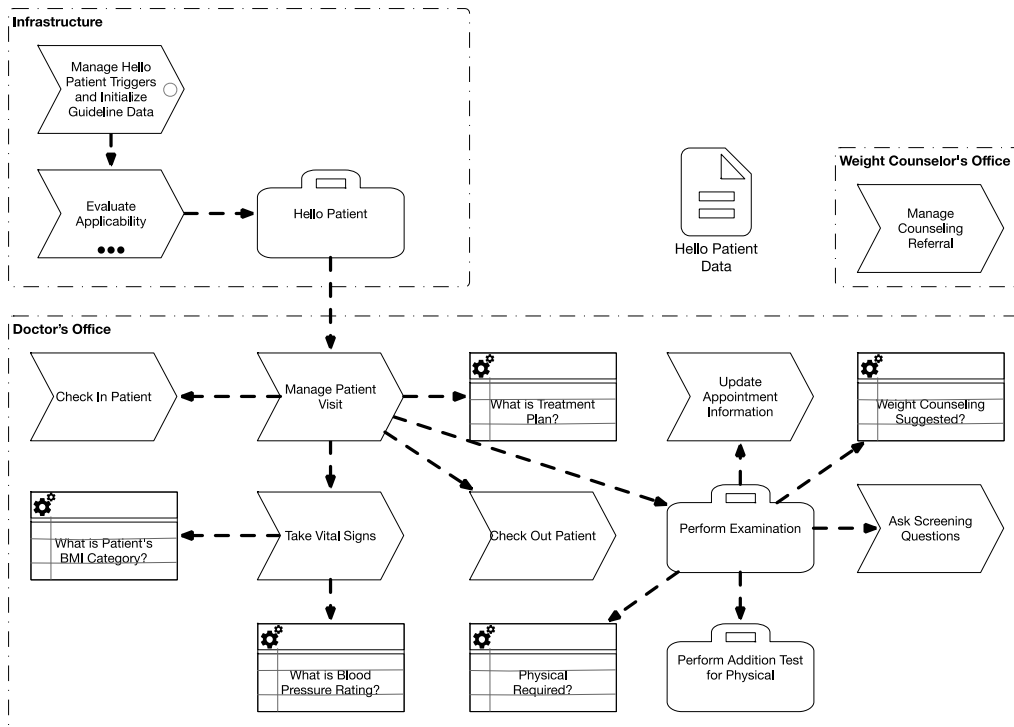 Infrastructure
Manage Hello
Patient Triggers
and Initialize
Guideline Data
Evaluate
Applicability
Hello Patient
Hello Patient
Data
Weight Counselor's Office
Manage
Counseling
Referral
Doctor's Office
Check In Patient
Manage Patient
Visit
What is Treatment
Plan?
Update
Appointment
Information
Weight Counseling
Suggested?
What is Patient's
BMI Category?
Take Vital Signs
Check Out Patient
Perform Examination
Ask Screening
Questions
What is Blood
Pressure Rating?
Physical
Required?
Perform Addition Test
for Physical